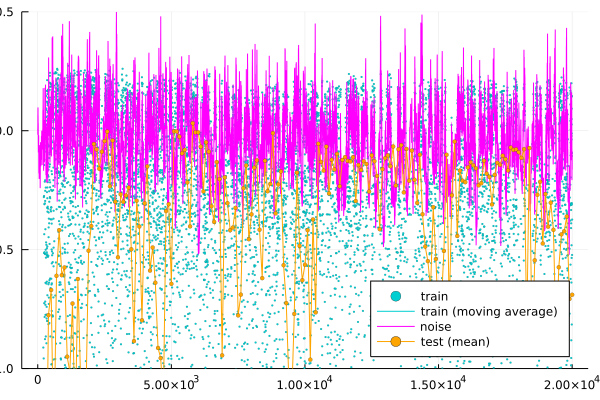 0.5
0.0
0.5
1.0
0
5.00×10³
1.00×10⁴
1.50×10⁴
2.00×10⁴
train
train (moving average)
noise
test (mean)